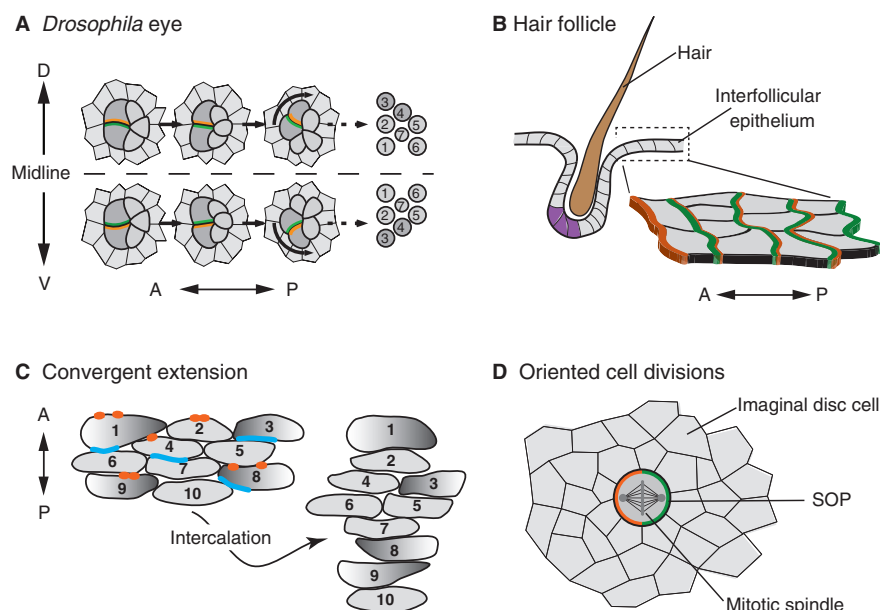 A Drosophila eye
D
Midline
V
A P
3
4
2 5
7
1 6
1 6
7
2 5
4
3
B Hair follicle
Hair
Interfollicular
epithelium
A P
C Convergent extension
A
P
1 2 3
4 5
6 7 8
9 10
Intercalation
1
2
4 3
6 5
7
8
9
10
D Oriented cell divisions
Imaginal disc cell
SOP
Mitotic spindle